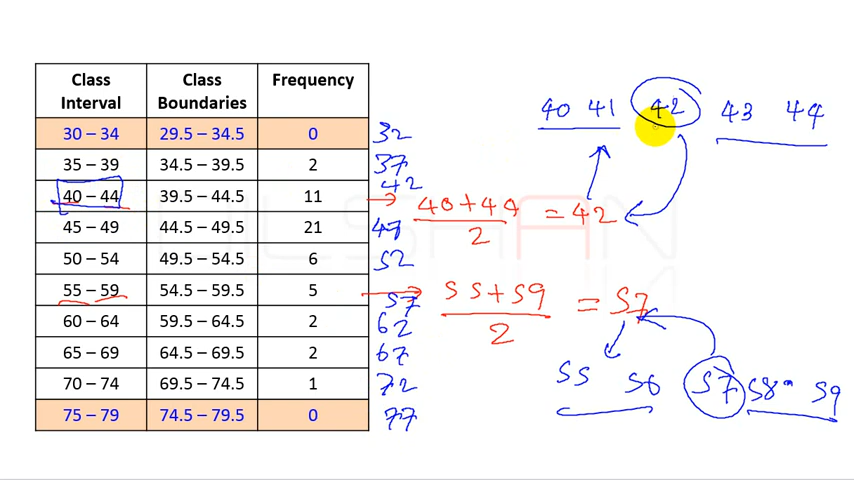 Class Interval Class Boundaries Frequency
30 – 34 29.5 – 34.5 0 32
35 – 39 34.5 – 39.5 2 37
40 – 44 39.5 – 44.5 11 42
45 – 49 44.5 – 49.5 21 47
50 – 54 49.5 – 54.5 6 52
55 – 59 54.5 – 59.5 5 57
60 – 64 59.5 – 64.5 2 62
65 – 69 64.5 – 69.5 2 67
70 – 74 69.5 – 74.5 1 72
75 – 79 74.5 – 79.5 0 77
40 41 42 43 44
40+44
2
= 42
55+59
2
= 57
55 56 57 58 59